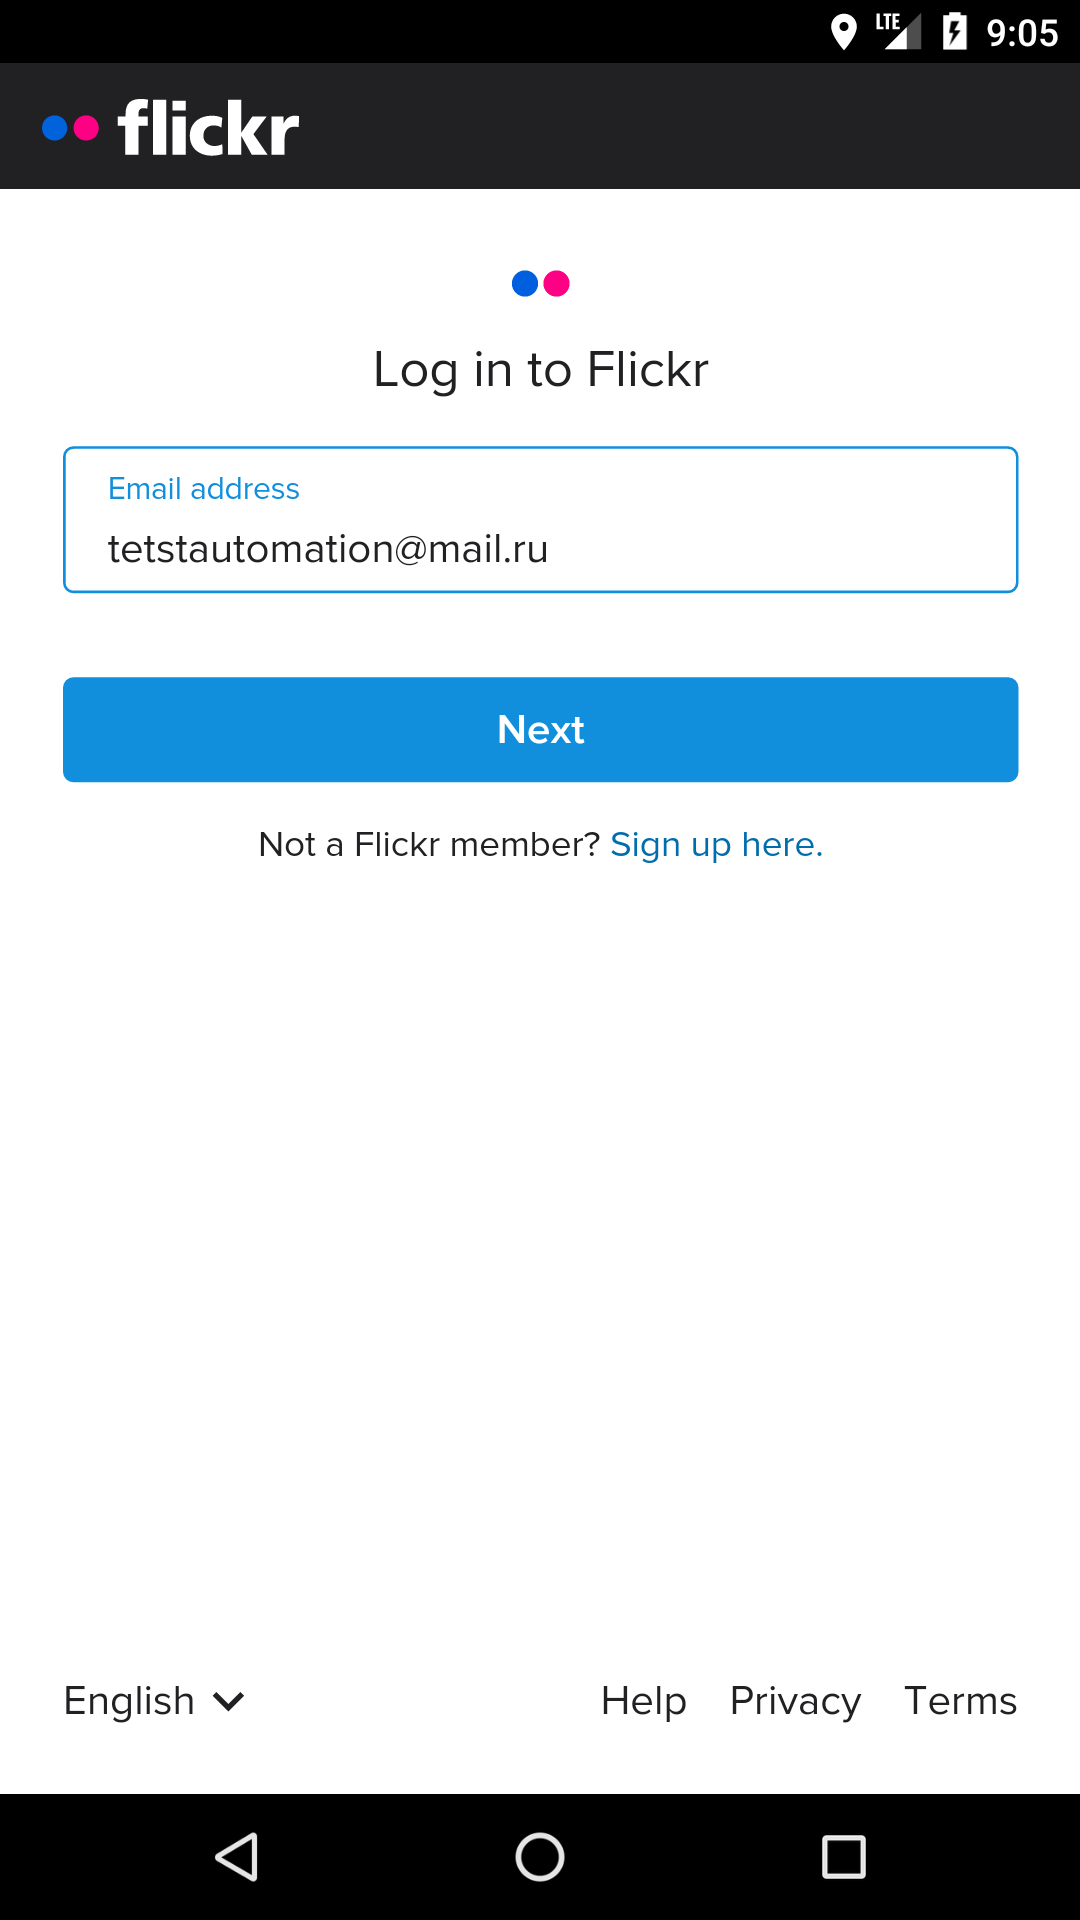 LTE 9:05
flickr
Log in to Flickr
Email address
tetstautomation@mail.ru
Next
Not a Flickr member? Sign up here.
English Help Privacy Terms